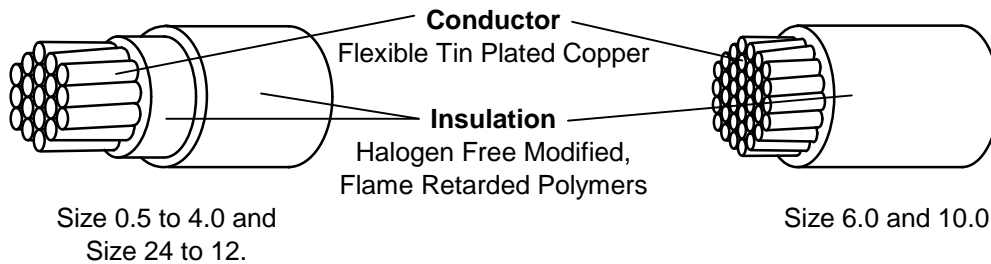 Conductor
Flexible Tin Plated Copper
Insulation
Halogen Free Modified,
Flame Retarded Polymers
Size 0.5 to 4.0 and
Size 24 to 12.
Size 6.0 and 10.0